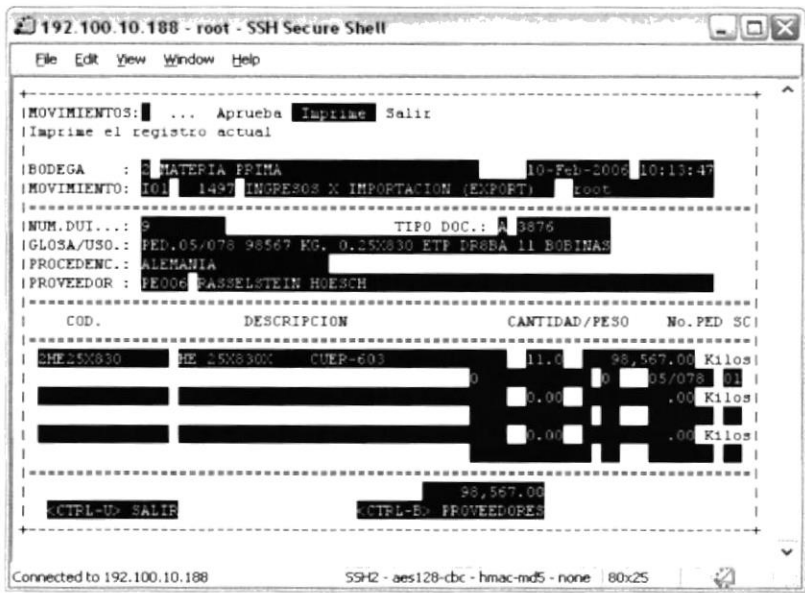 192.100.10.188 - root - SSH Secure Shell
File Edit View Window Help
MOVIMIENTOS: ... Aprueba Imprime Salir
Imprime el registro actual
BODEGA : 2 MATERIA PRIMA 10-Feb-2006 10:13:47
MOVIMIENTO: I01 1497 INGRESOS X IMPORTACION (EXPORT) root
NUM.DUI...: 9 TIPO DOC.: A 3876
GLOSA/USO.: PED.05/078 98567 KG. 0.25X830 ETP DR8BA 11 BOBINAS
PROCEDENC.: ALEMANIA
PROVEEDOR : PE006 RASSELSTEIN HOESCH
COD. DESCRIPCION CANTIDAD/PESO No.PED SC
2HE25X830 HE 25X830X CUER-603 11.0 98,567.00 Kilos
0 0 05/078 01
0.00 .00 Kilos
0.00 .00 Kilos
98,567.00
<CTRL-U> SALIR <CTRL-B> PROVEEDORES
Connected to 192.100.10.188 SSH2 - aes128-cbc - hmac-md5 - none 80x25